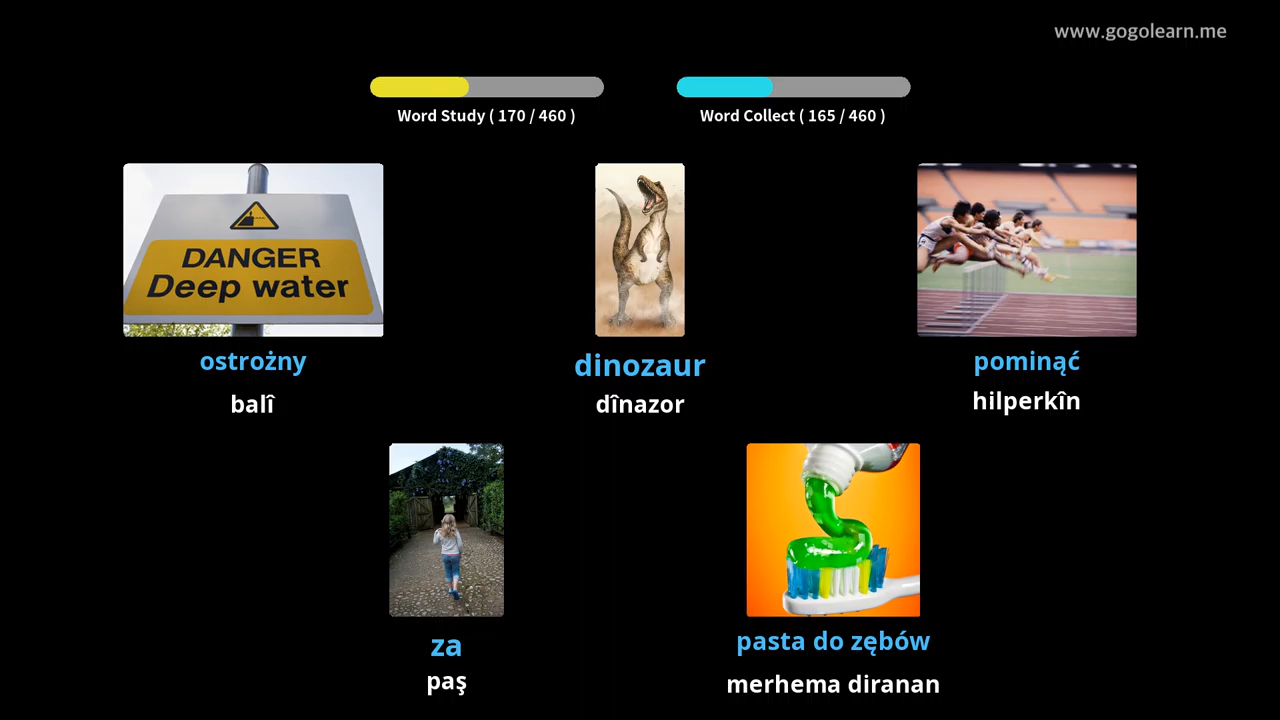 www.gogolearn.me
Word Study ( 170 / 460 )
Word Collect ( 165 / 460 )
DANGER
Deep water
ostrożny
balî
dinozaur
dînazor
pominąć
hilperkîn
za
paş
pasta do zębów
merhema diranan